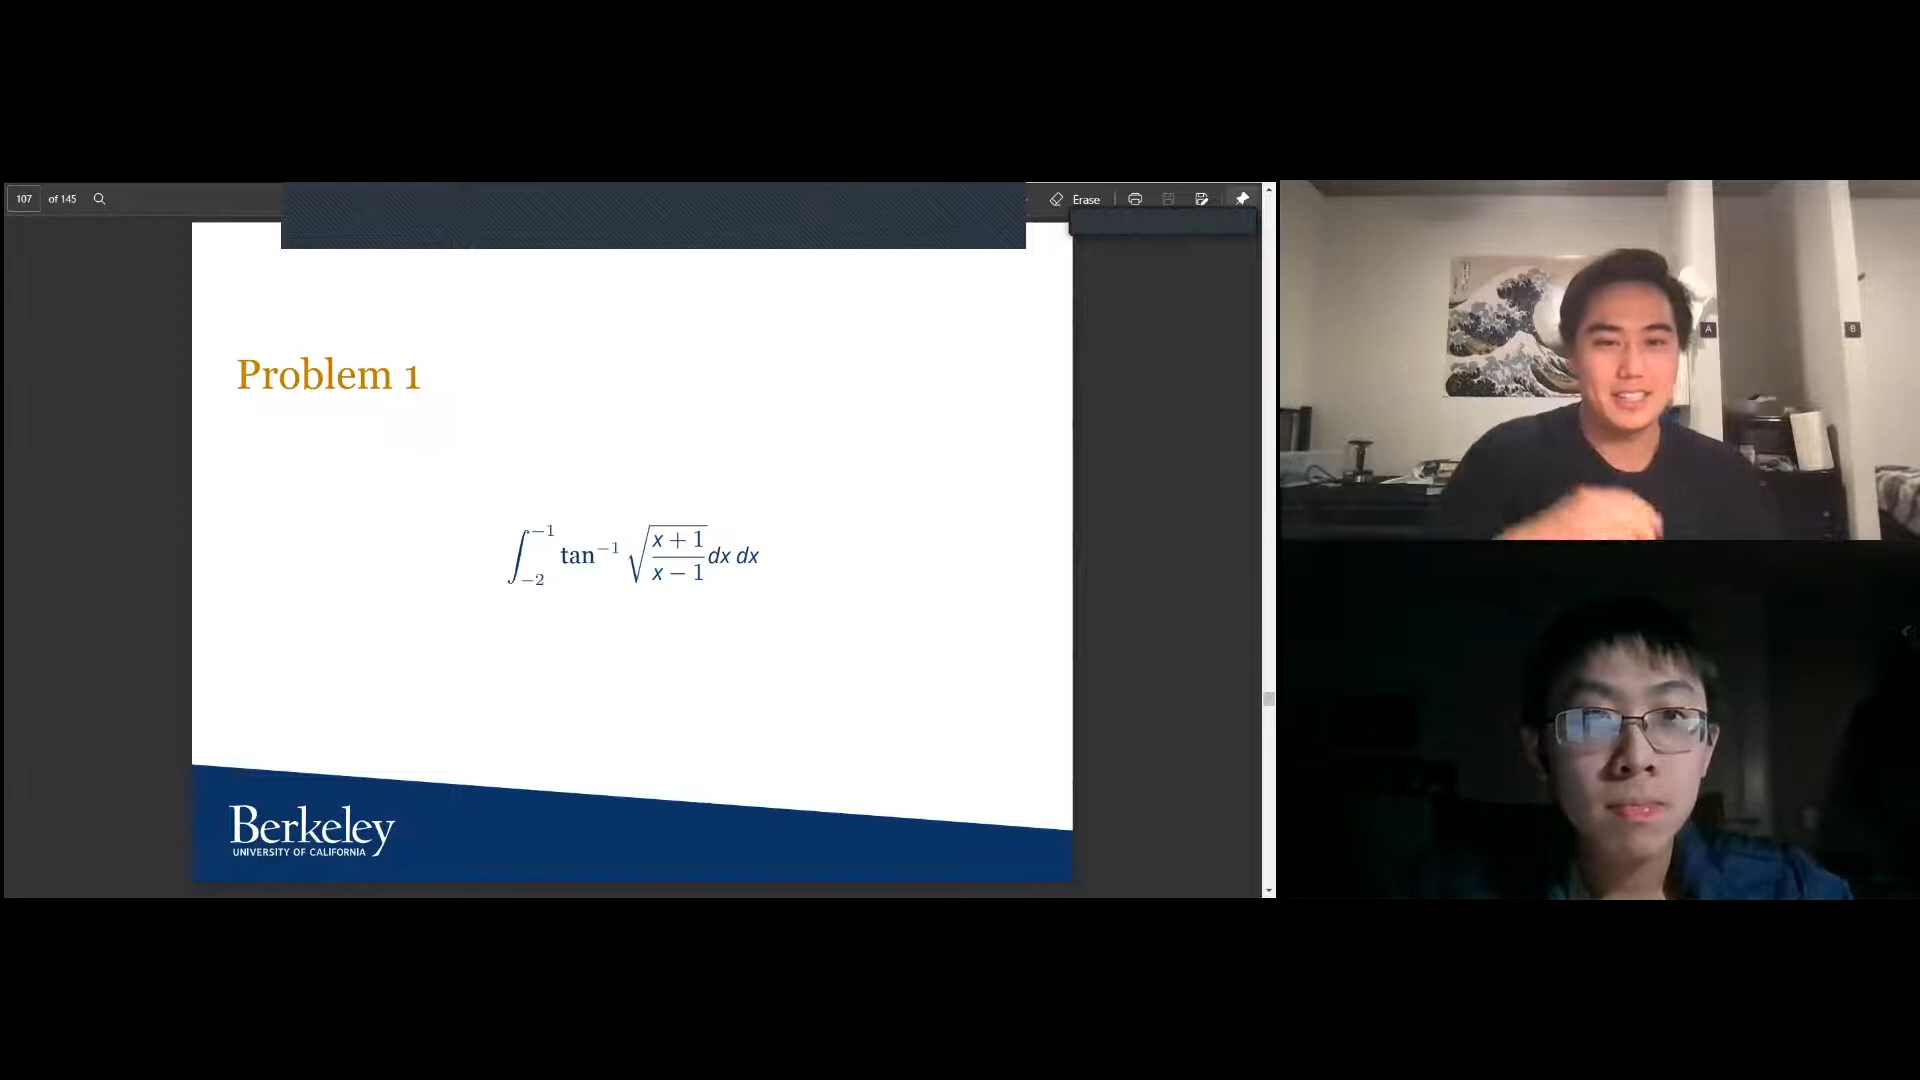 107 of 145
Erase
Problem 1
∫_{-2}^{-1} tan^{-1} √((x + 1)/(x − 1)) dx dx
Berkeley
UNIVERSITY OF CALIFORNIA
A
B